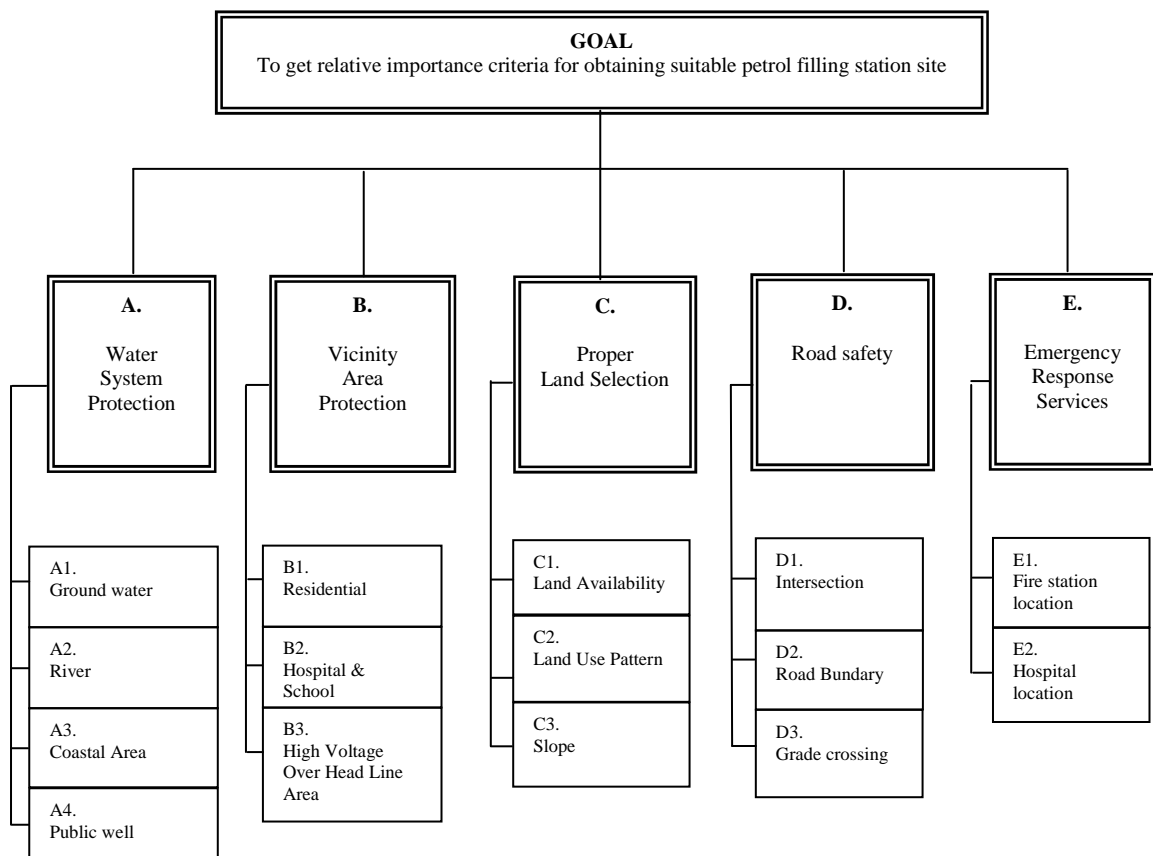 GOAL
To get relative importance criteria for obtaining suitable petrol filling station site
A.
Water
System
Protection
B.
Vicinity
Area
Protection
C.
Proper
Land Selection
D.
Road safety
E.
Emergency
Response
Services
A1.
Ground water
A2.
River
A3.
Coastal Area
A4.
Public well
B1.
Residential
B2.
Hospital &
School
B3.
High Voltage
Over Head Line
Area
C1.
Land Availability
C2.
Land Use Pattern
C3.
Slope
D1.
Intersection
D2.
Road Bundary
D3.
Grade crossing
E1.
Fire station
location
E2.
Hospital
location